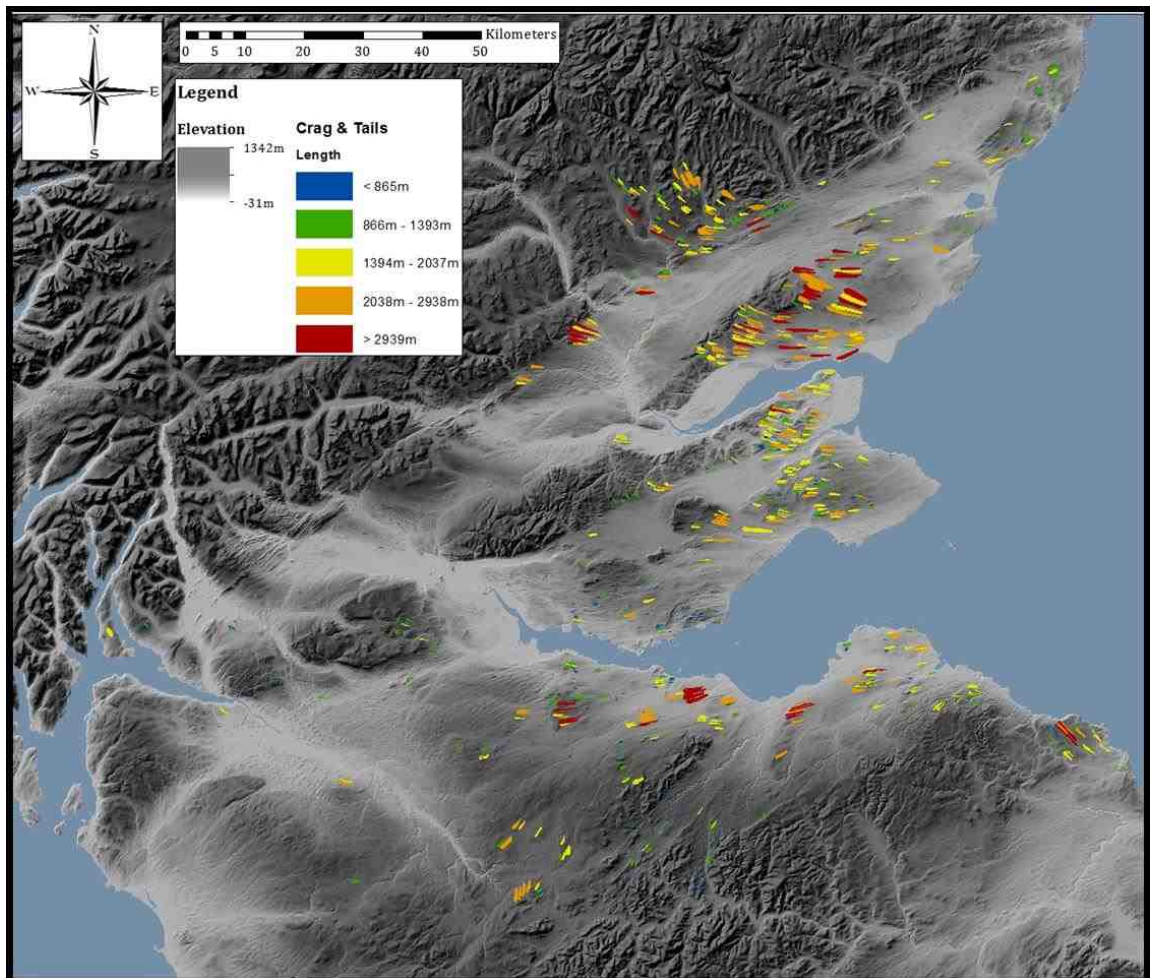 N
W E
S
0 5 10 20 30 40 50 Kilometers
Legend
Elevation
1342m
-31m
Crag & Tails
Length
< 865m
866m - 1393m
1394m - 2037m
2038m - 2938m
> 2939m